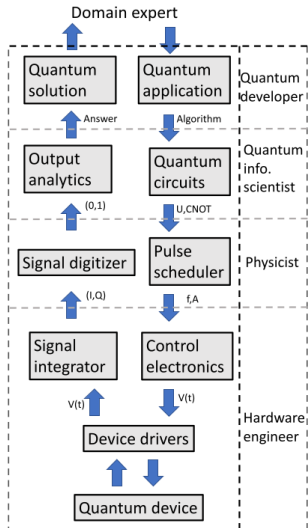 Domain expert
Quantum
solution
Quantum
application
Quantum
developer
Answer
Algorithm
Output
analytics
Quantum
circuits
Quantum
info.
scientist
(0,1)
U,CNOT
Signal digitizer
Pulse
scheduler
Physicist
(I,Q)
f,A
Signal
integrator
Control
electronics
V(t)
V(t)
Hardware
engineer
Device drivers
Quantum device